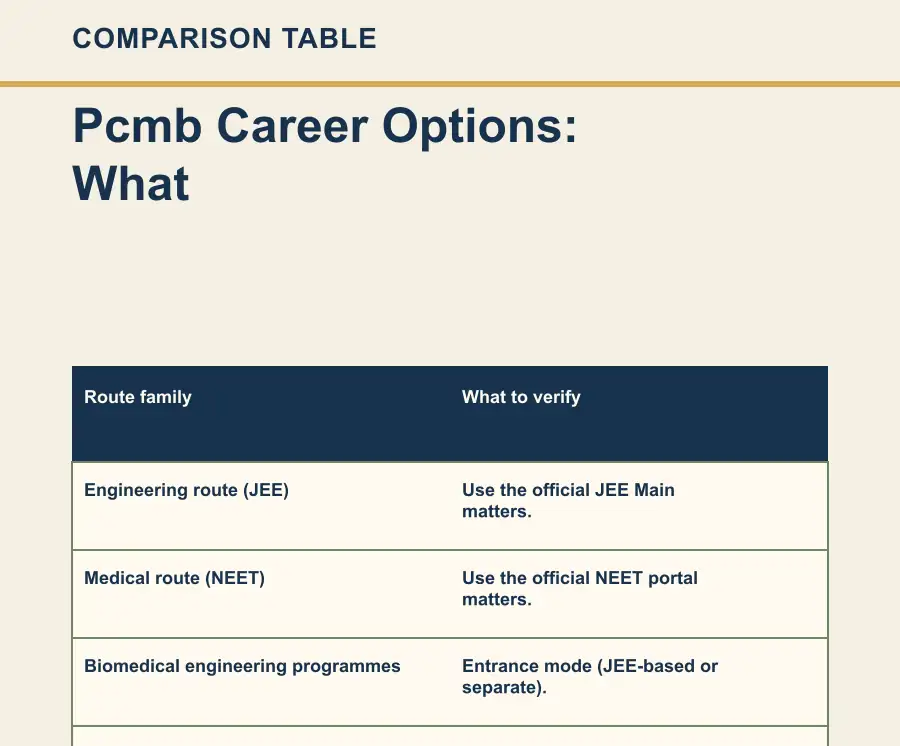 COMPARISON TABLE
Pcmb Career Options:
What
Route family
What to verify
Engineering route (JEE)
Use the official JEE Main
matters.
Medical route (NEET)
Use the official NEET portal
matters.
Biomedical engineering programmes
Entrance mode (JEE-based or
separate).